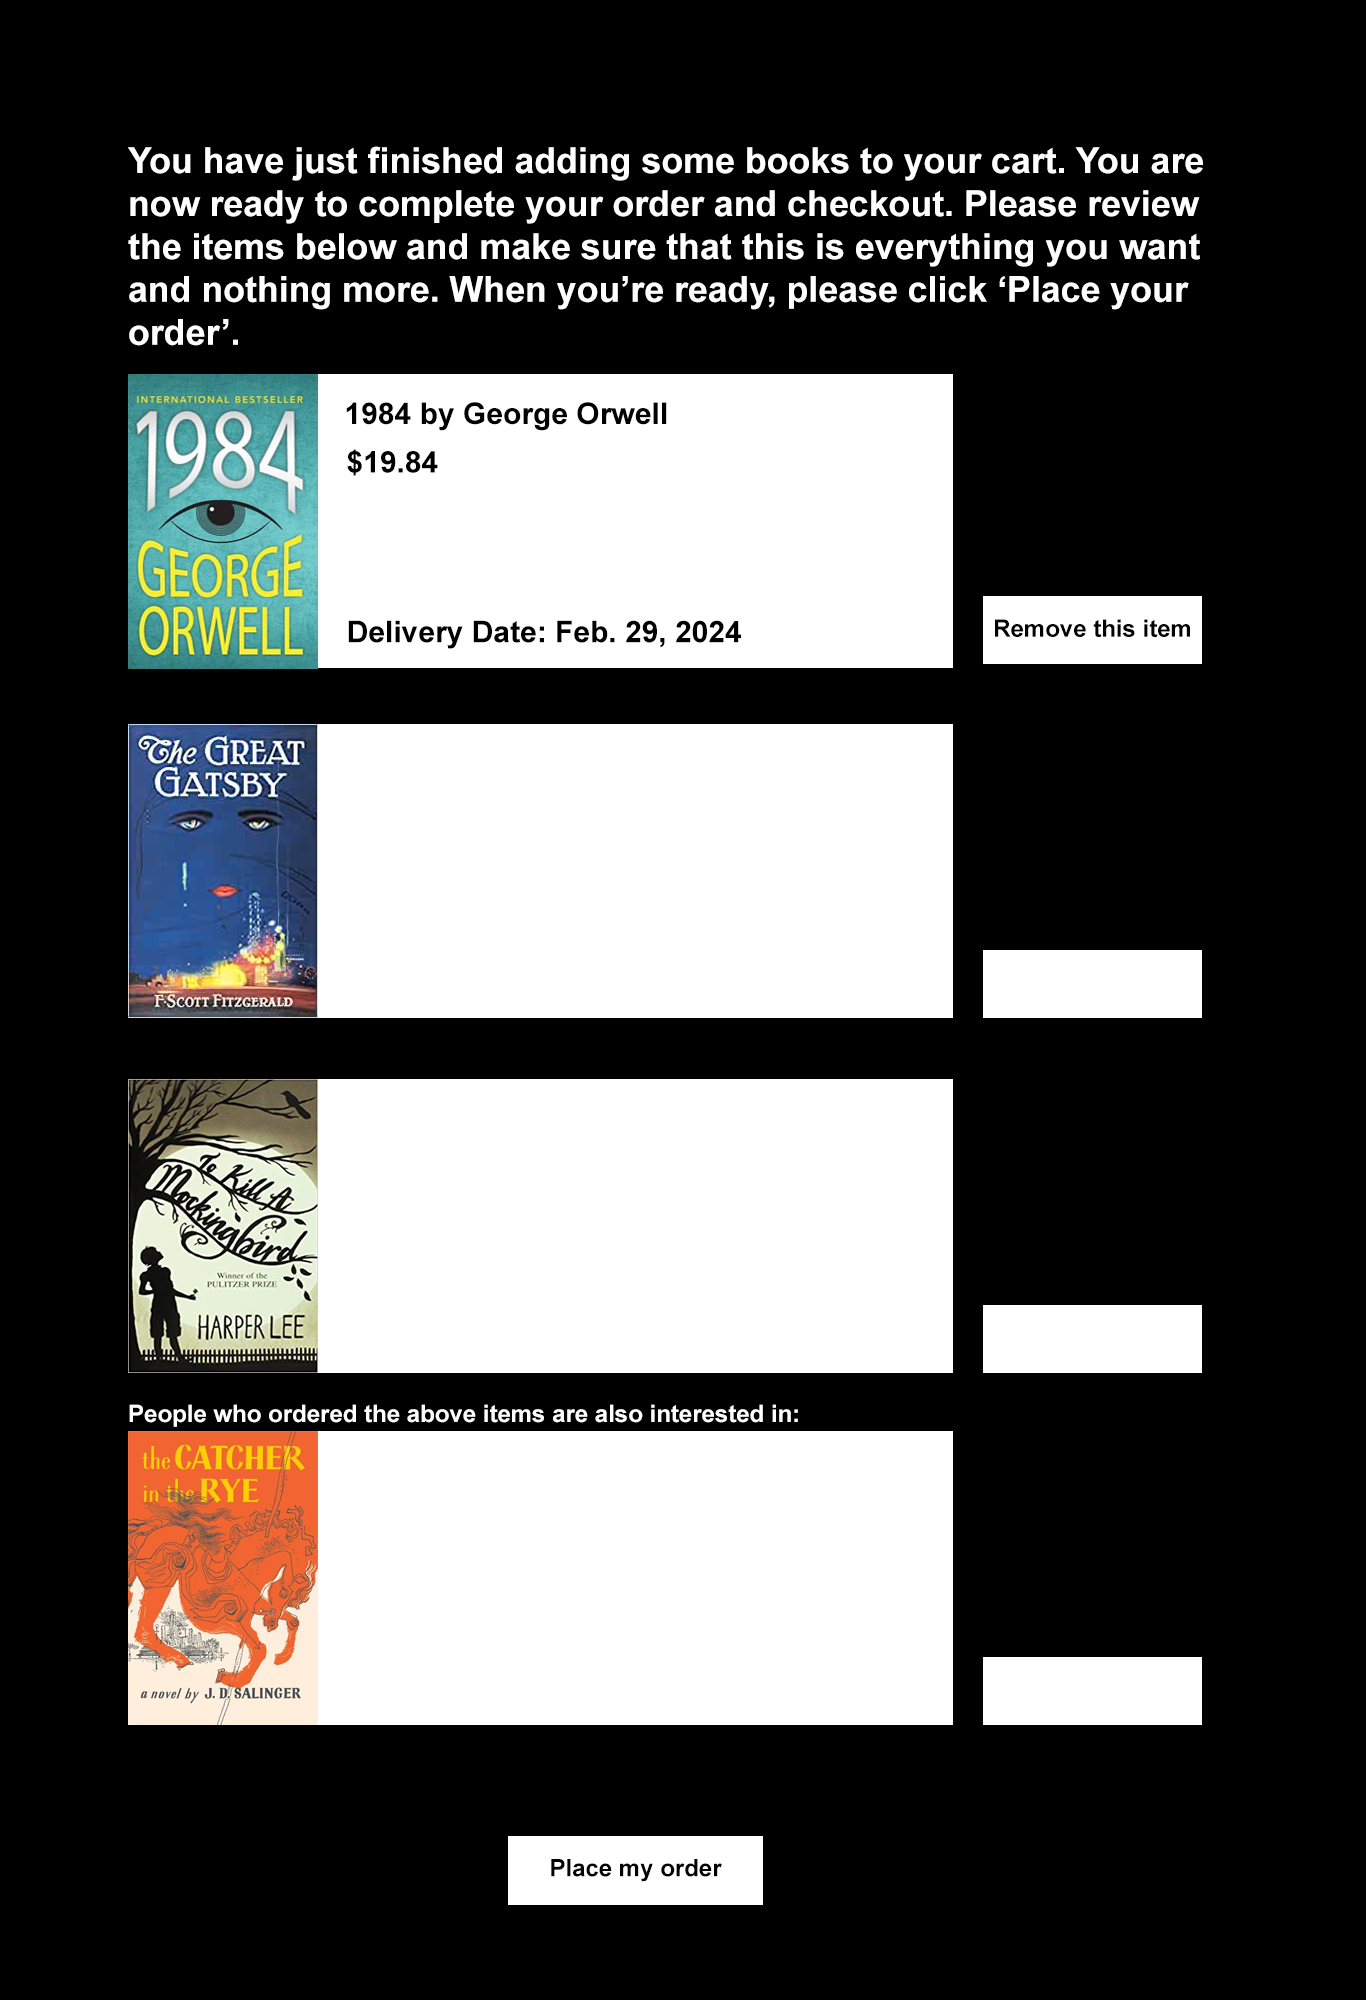 You have just finished adding some books to your cart. You are
now ready to complete your order and checkout. Please review
the items below and make sure that this is everything you want
and nothing more. When you’re ready, please click ‘Place your
order’.
INTERNATIONAL BESTSELLER
1984
GEORGE
ORWELL
1984 by George Orwell
$19.84
Delivery Date: Feb. 29, 2024
Remove this item
The GREAT
GATSBY
F. SCOTT FITZGERALD
To Kill A
Mockingbird
Winner of the
PULITZER PRIZE
HARPER LEE
People who ordered the above items are also interested in:
the CATCHER
in the RYE
a novel by J. D. SALINGER
Place my order